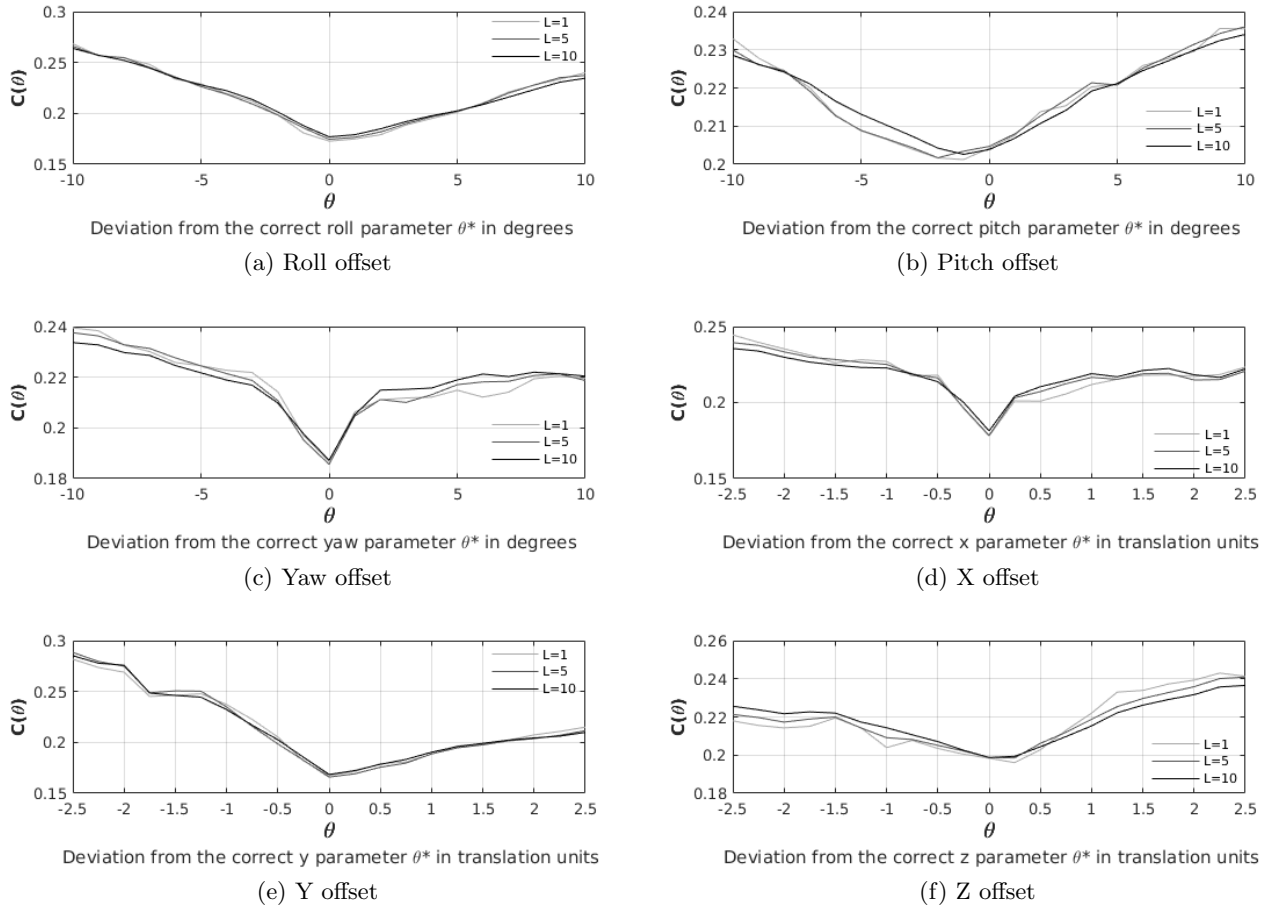 0.3
0.25
0.2
0.15
C(θ)
L=1
L=5
L=10
-10 -5 0 5 10
θ
Deviation from the correct roll parameter θ* in degrees
(a) Roll offset
0.24
0.23
0.22
0.21
0.2
C(θ)
L=1
L=5
L=10
-10 -5 0 5 10
θ
Deviation from the correct pitch parameter θ* in degrees
(b) Pitch offset
0.24
0.22
0.2
0.18
C(θ)
L=1
L=5
L=10
-10 -5 0 5 10
θ
Deviation from the correct yaw parameter θ* in degrees
(c) Yaw offset
0.25
0.2
0.15
C(θ)
L=1
L=5
L=10
-2.5 -2 -1.5 -1 -0.5 0 0.5 1 1.5 2 2.5
θ
Deviation from the correct x parameter θ* in translation units
(d) X offset
0.3
0.25
0.2
0.15
C(θ)
L=1
L=5
L=10
-2.5 -2 -1.5 -1 -0.5 0 0.5 1 1.5 2 2.5
θ
Deviation from the correct y parameter θ* in translation units
(e) Y offset
0.26
0.24
0.22
0.2
0.18
C(θ)
L=1
L=5
L=10
-2.5 -2 -1.5 -1 -0.5 0 0.5 1 1.5 2 2.5
θ
Deviation from the correct z parameter θ* in translation units
(f) Z offset